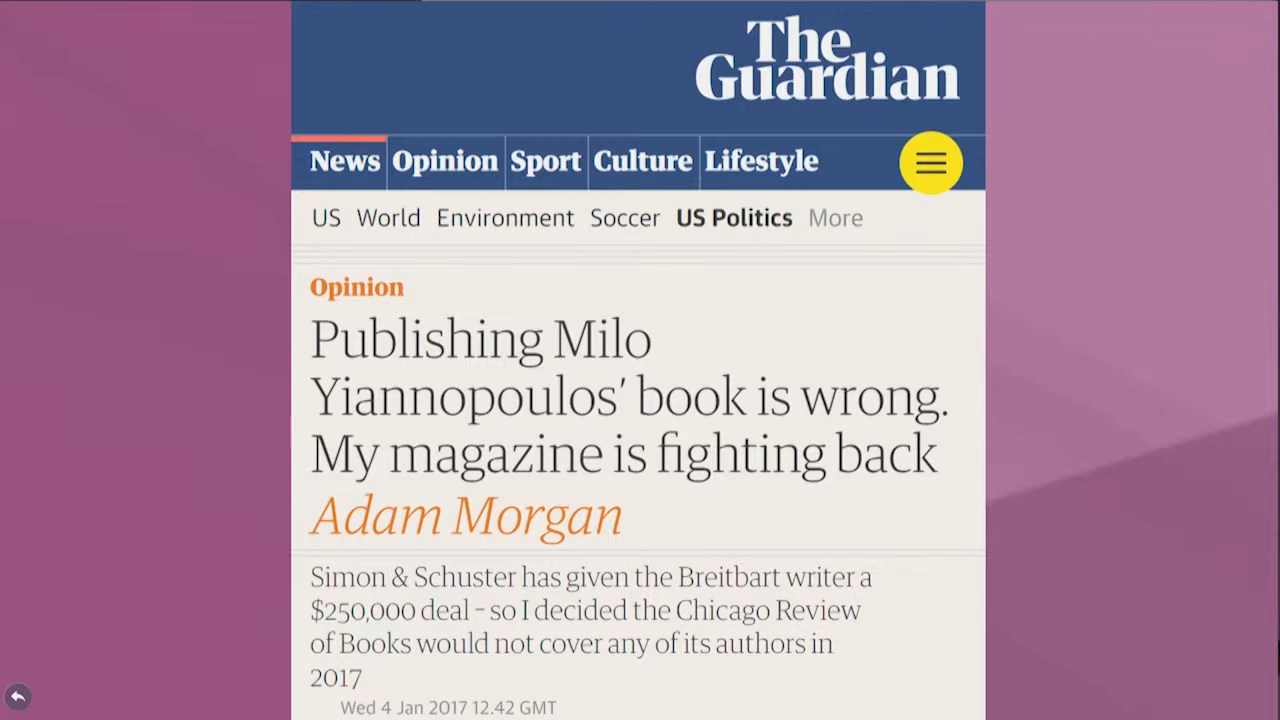 The
Guardian
News Opinion Sport Culture Lifestyle
US World Environment Soccer US Politics More
Opinion
Publishing Milo
Yiannopoulos’ book is wrong.
My magazine is fighting back
Adam Morgan
Simon & Schuster has given the Breitbart writer a
$250,000 deal – so I decided the Chicago Review
of Books would not cover any of its authors in
2017
Wed 4 Jan 2017 12.42 GMT